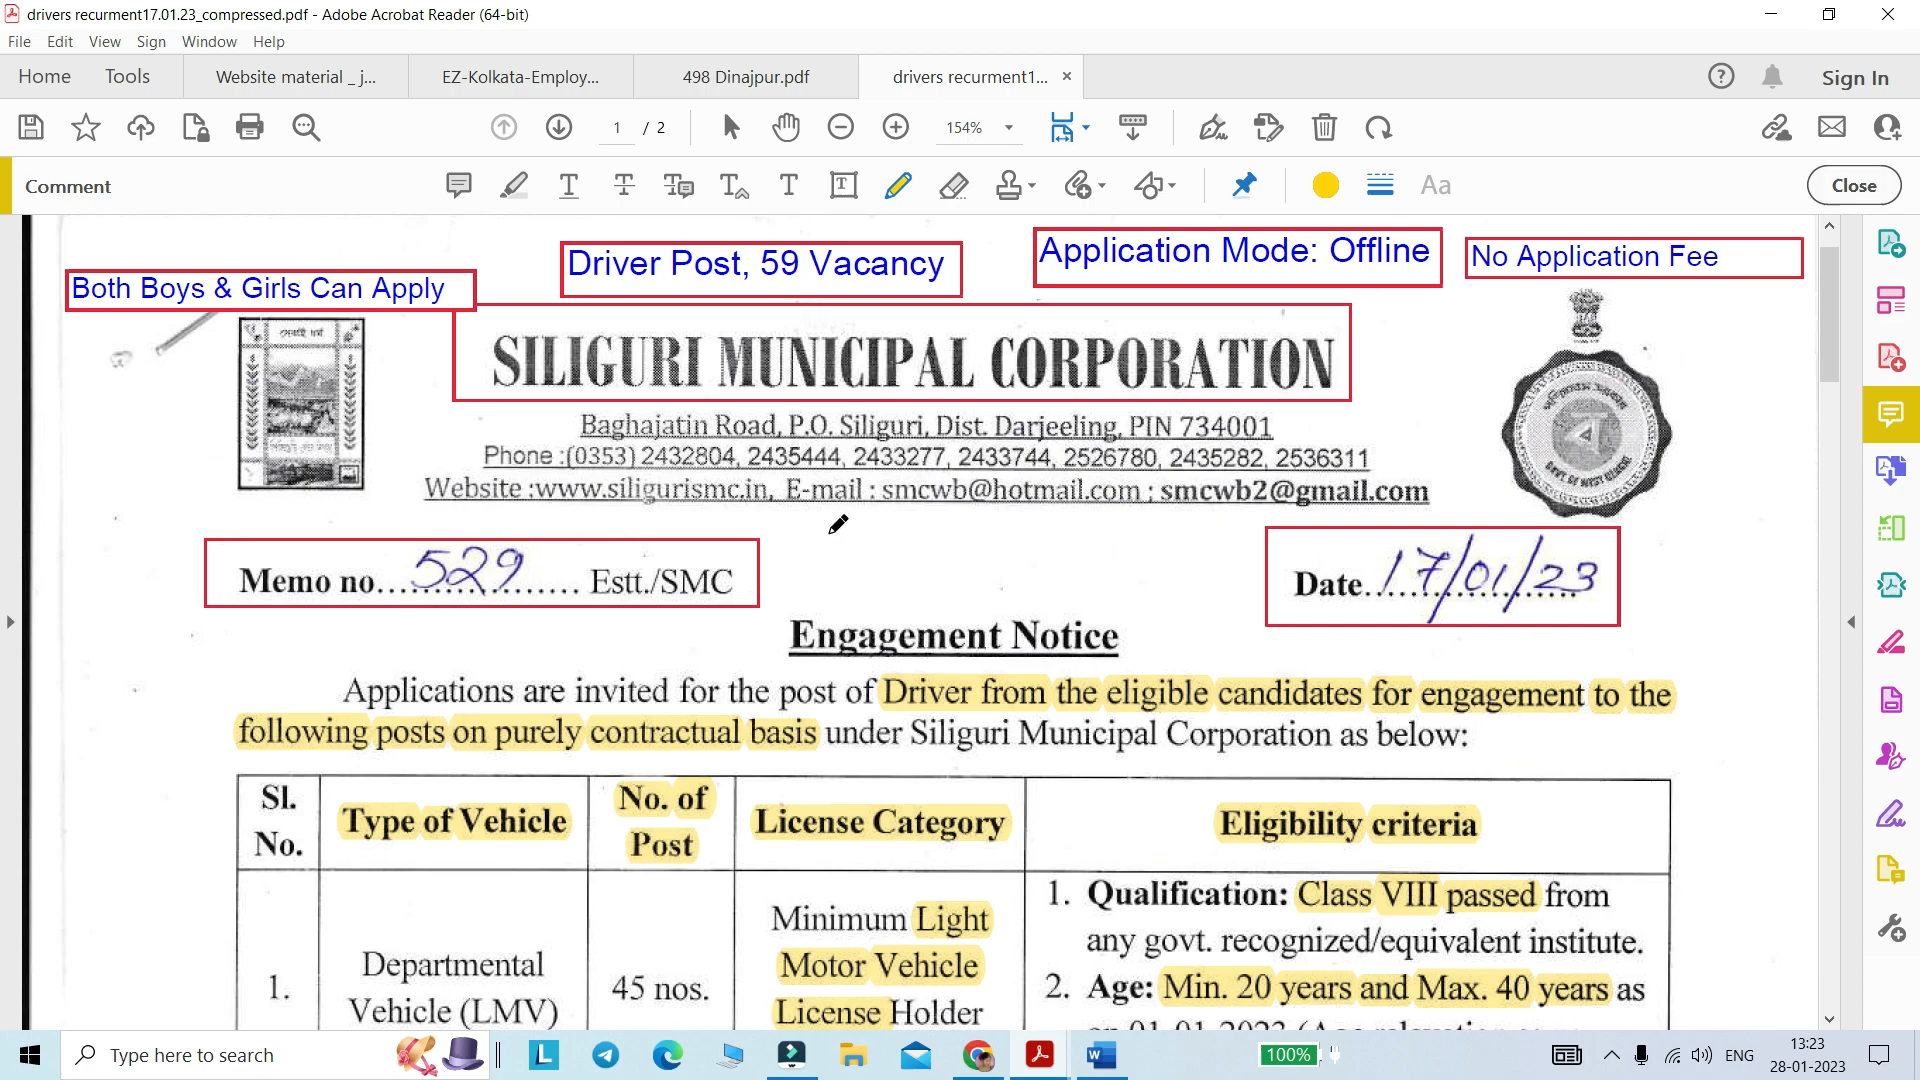 drivers recurment17.01.23_compressed.pdf - Adobe Acrobat Reader (64-bit)
File Edit View Sign Window Help
Home Tools Website material _ j... EZ-Kolkata-Employ... 498 Dinajpur.pdf drivers recurment1... × Sign In
1 / 2 154%
Comment Aa Close
Both Boys & Girls Can Apply
Driver Post, 59 Vacancy
Application Mode: Offline
No Application Fee
SILIGURI MUNICIPAL CORPORATION
Baghajatin Road, P.O. Siliguri, Dist. Darjeeling, PIN 734001
Phone :(0353) 2432804, 2435444, 2433277, 2433744, 2526780, 2435282, 2536311
Website :www.siligurismc.in, E-mail : smcwb@hotmail.com ; smcwb2@gmail.com
Memo no...529... Estt./SMC
Date...17/01/23
Engagement Notice
Applications are invited for the post of Driver from the eligible candidates for engagement to the
following posts on purely contractual basis under Siliguri Municipal Corporation as below:
Sl. No.
Type of Vehicle
No. of Post
License Category
Eligibility criteria
1.
Departmental
Vehicle (LMV)
45 nos.
Minimum Light
Motor Vehicle
License Holder
1. Qualification: Class VIII passed from
any govt. recognized/equivalent institute.
2. Age: Min. 20 years and Max. 40 years as
Type here to search
100%
ENG
13:23
28-01-2023